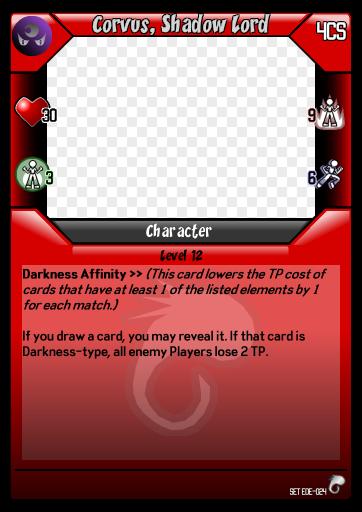 Corvus, Shadow Lord
4CS
30
9
3
6
Character
Level 12
Darkness Affinity >> (This card lowers the TP cost of
cards that have at least 1 of the listed elements by 1
for each match.)
If you draw a card, you may reveal it. If that card is
Darkness-type, all enemy Players lose 2 TP.
SET EOE-024